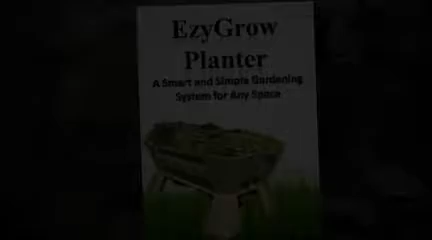 EzyGrow
Planter
A Smart and Simple Gardening
System for Any Space